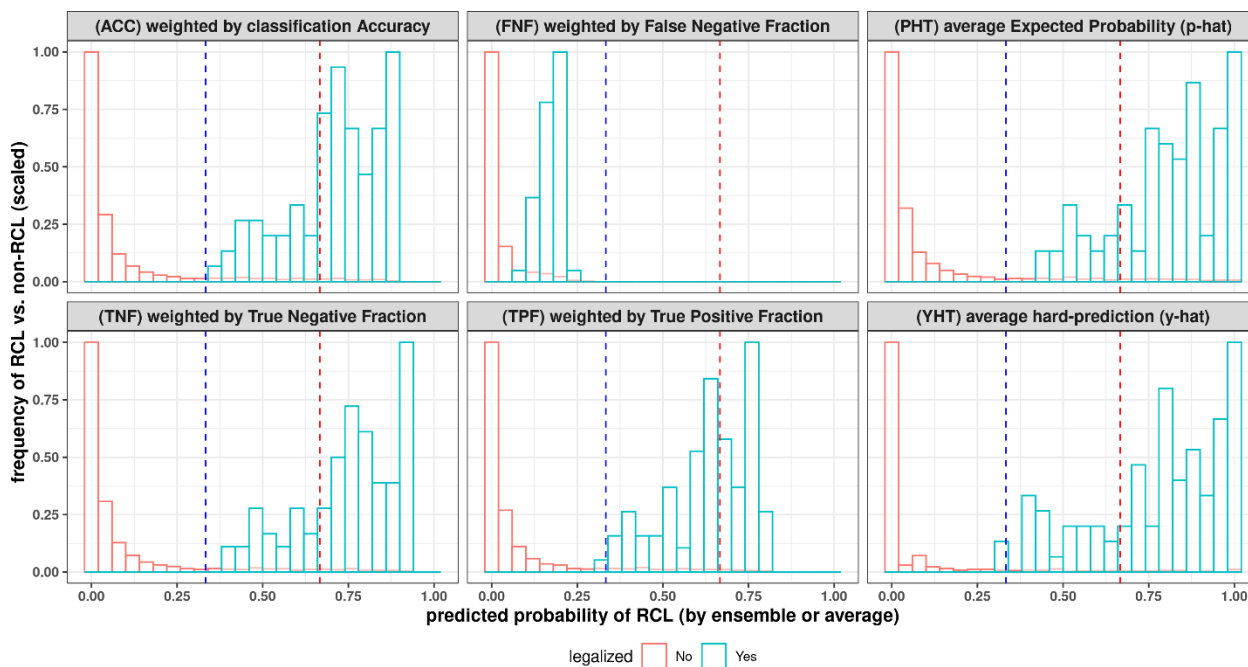 (ACC) weighted by classification Accuracy
(FNF) weighted by False Negative Fraction
(PHT) average Expected Probability (p-hat)
1.00
0.75
0.50
0.25
0.00
(TNF) weighted by True Negative Fraction
(TPF) weighted by True Positive Fraction
(YHT) average hard-prediction (y-hat)
1.00
0.75
0.50
0.25
0.00
frequency of RCL vs. non-RCL (scaled)
0.00 0.25 0.50 0.75 1.00
0.00 0.25 0.50 0.75 1.00
0.00 0.25 0.50 0.75 1.00
predicted probability of RCL (by ensemble or average)
legalized No Yes